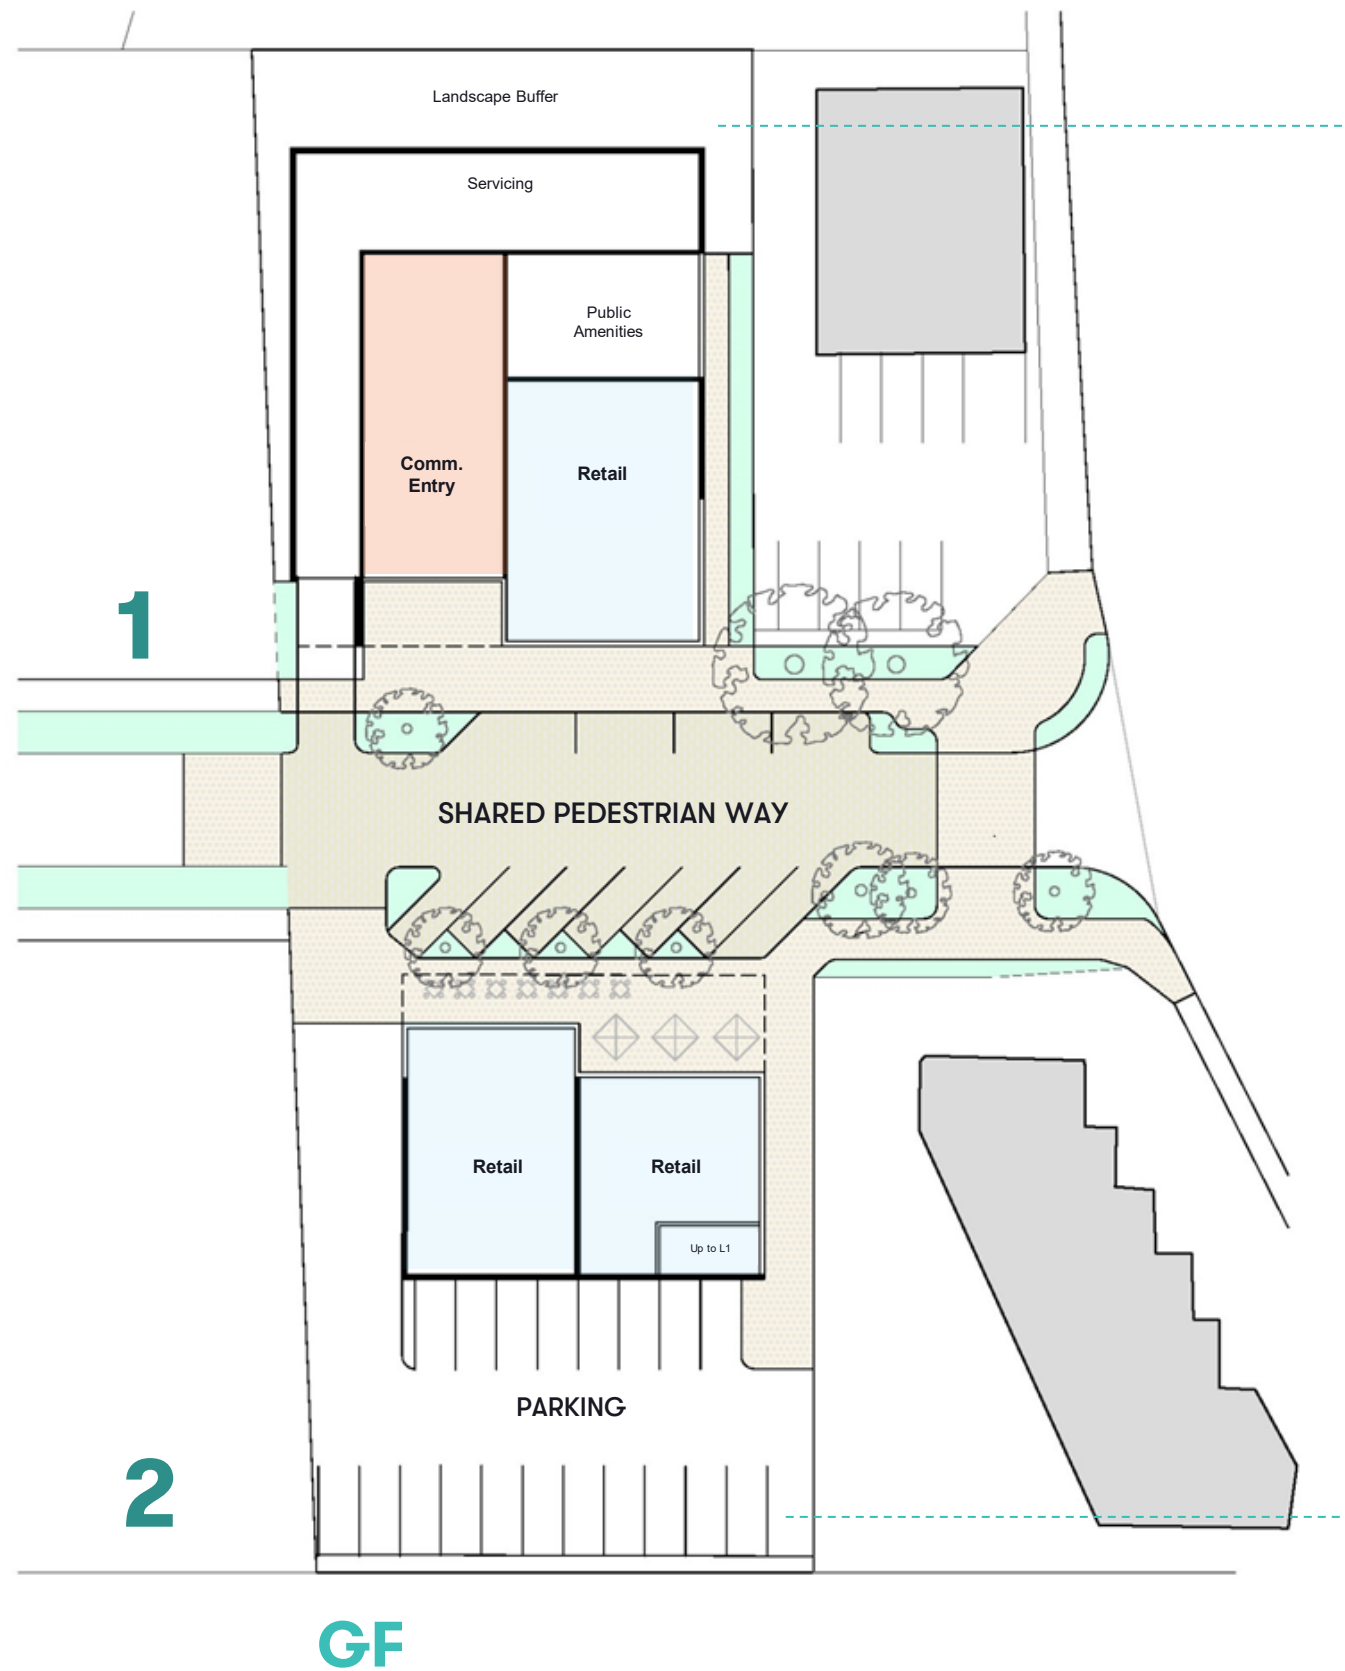 Landscape Buffer
Servicing
Public
Amenities
Comm.
Entry
Retail
1
SHARED PEDESTRIAN WAY
Retail
Retail
Up to L1
PARKING
2
GF